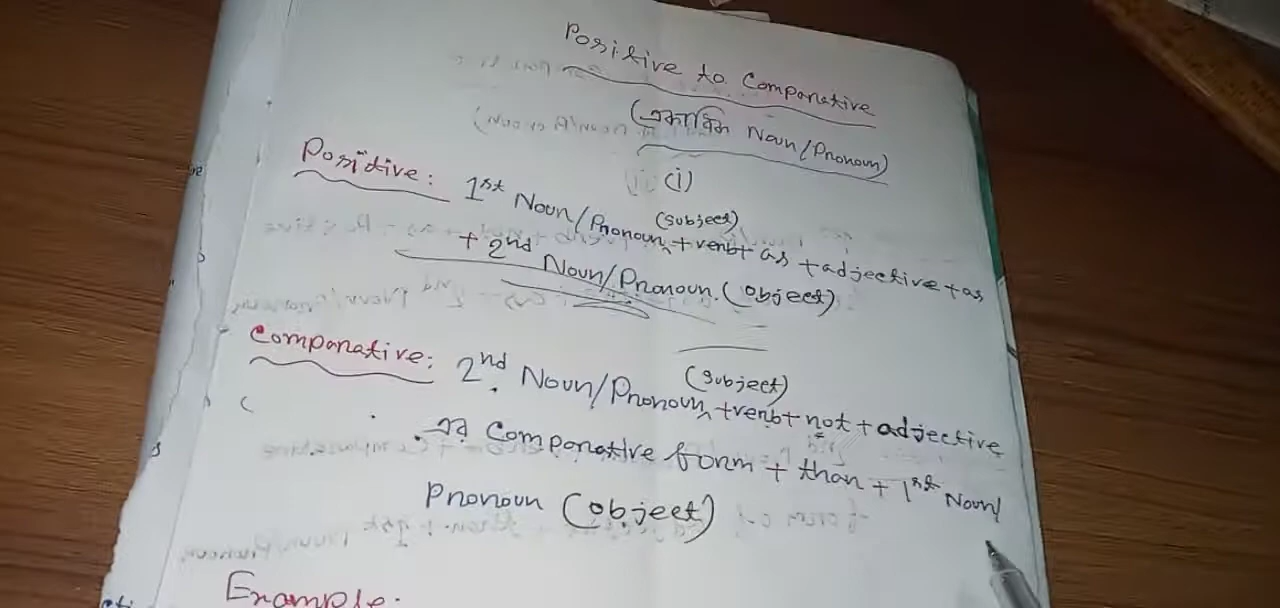 Positive to Comparative
(একাধিক Noun/Pronoun)
(i)
Positive: 1st Noun/Pronoun (subject) + verb + as + adjective + as
+ 2nd Noun/Pronoun. (object)
Comparative: 2nd Noun/Pronoun (subject) + verb + not + adjective
এর Comparative form + than + 1st Noun/
Pronoun (object)
Example: